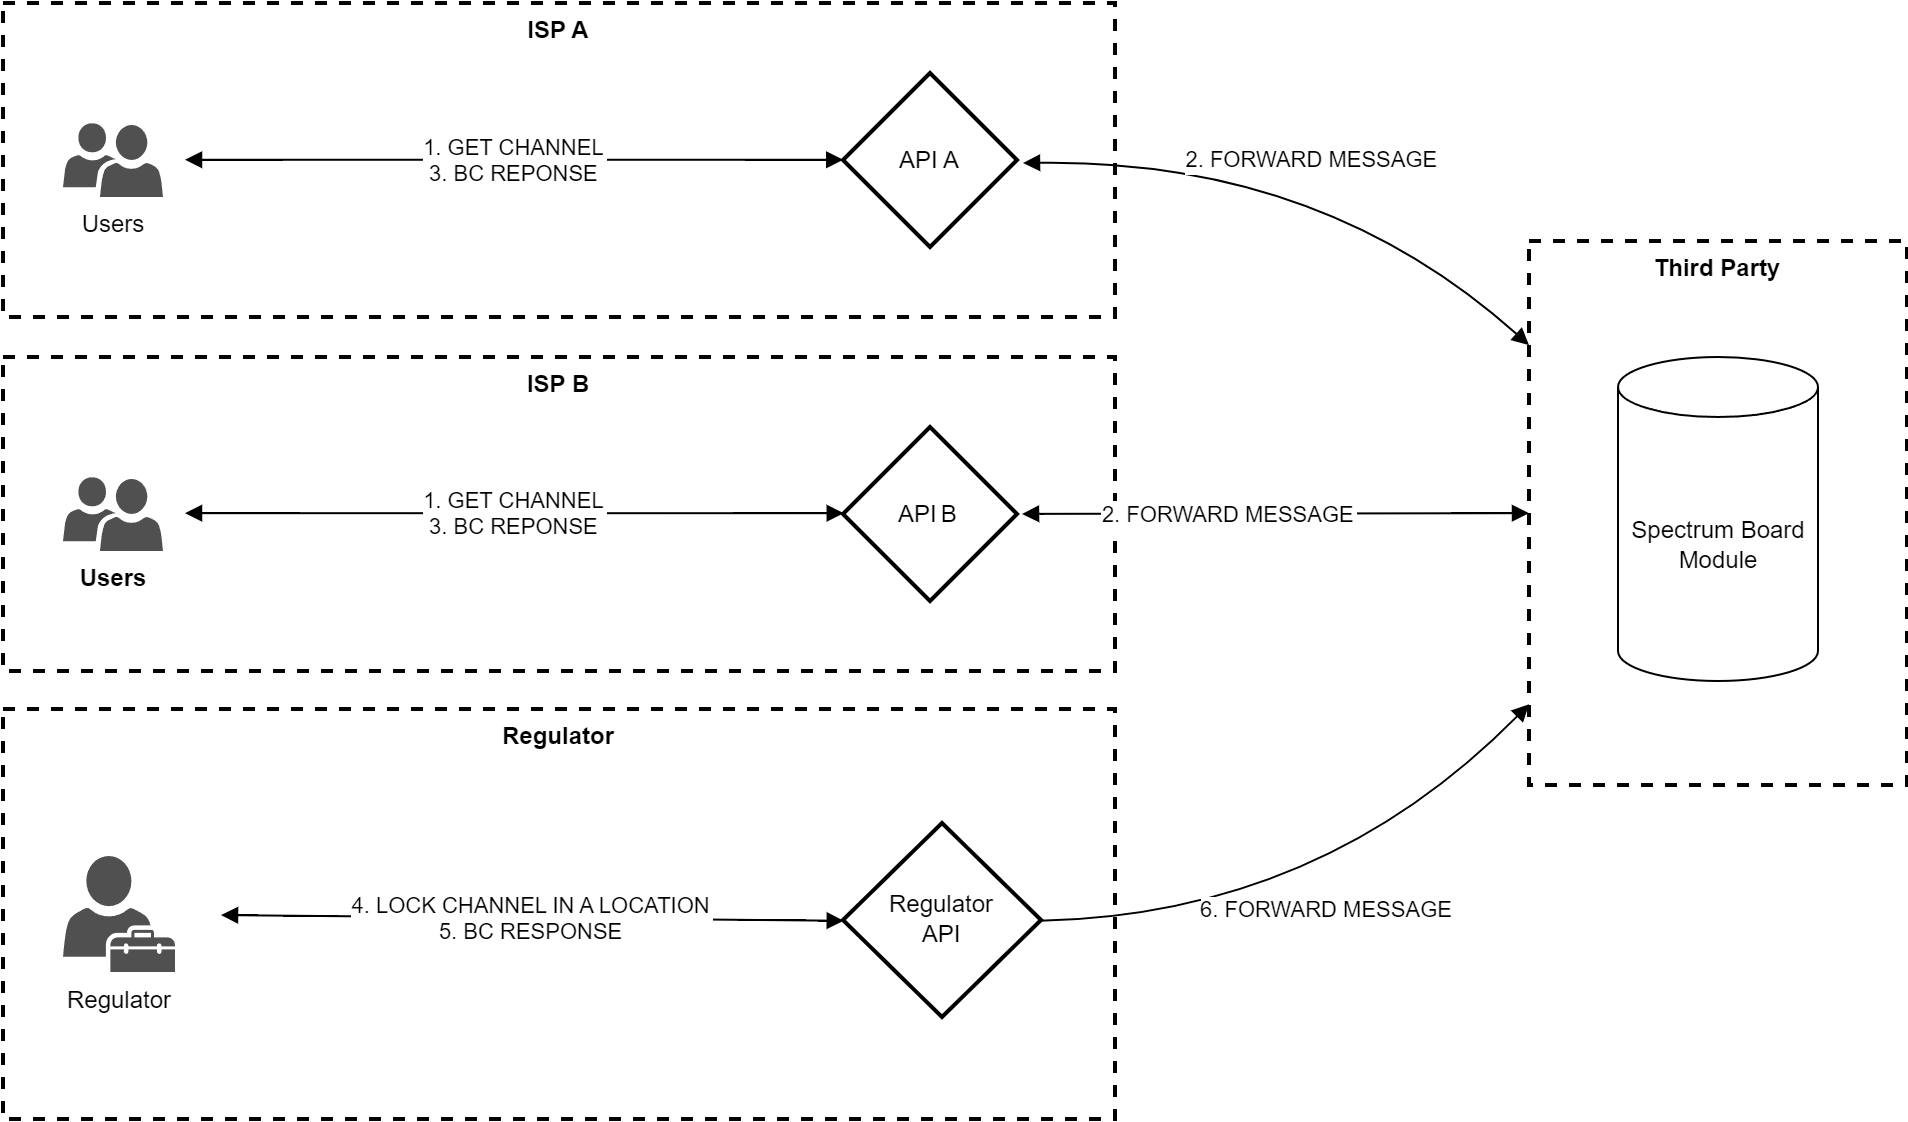 ISP A
1. GET CHANNEL
3. BC REPONSE
API A
Users
2. FORWARD MESSAGE
Third Party
Spectrum Board
Module
ISP B
1. GET CHANNEL
3. BC REPONSE
API B
2. FORWARD MESSAGE
Users
Regulator
4. LOCK CHANNEL IN A LOCATION
5. BC RESPONSE
Regulator
API
6. FORWARD MESSAGE
Regulator